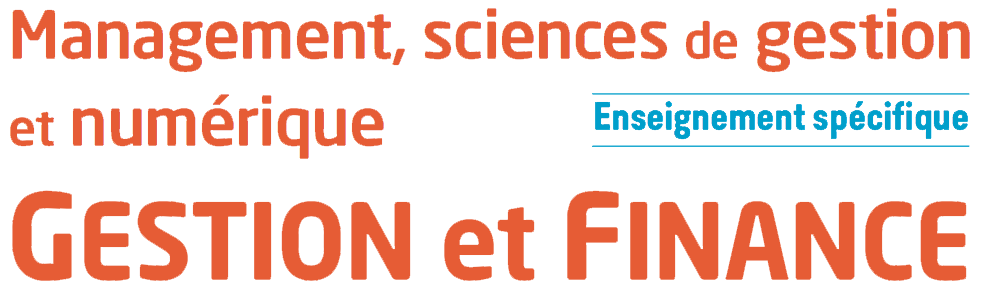 Management, sciences de gestion
et numérique
Enseignement spécifique
GESTION et FINANCE